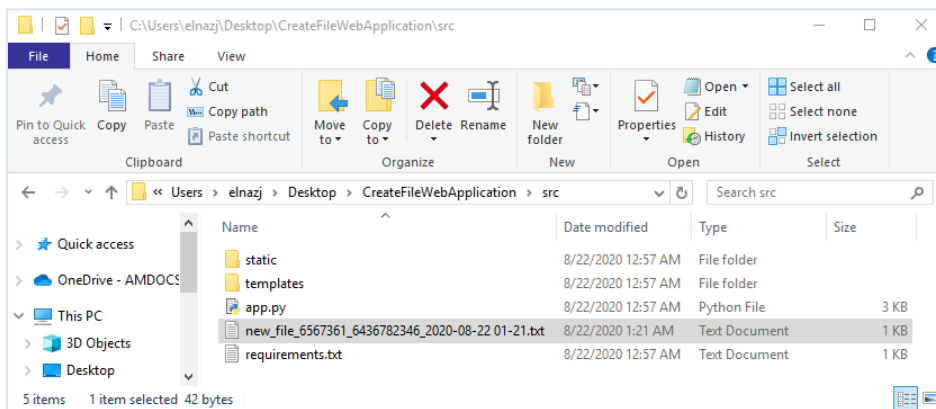 C:\Users\elnazj\Desktop\CreateFileWebApplication\src
File Home Share View
Pin to Quick access
Copy
Paste
Cut
Copy path
Paste shortcut
Clipboard
Move to
Copy to
Delete
Rename
Organize
New folder
New
Properties
Open
Edit
History
Open
Select all
Select none
Invert selection
Select
« Users > elnazj > Desktop > CreateFileWebApplication > src
Search src
Quick access
OneDrive - AMDOCS
This PC
3D Objects
Desktop
Name Date modified Type Size
static 8/22/2020 12:57 AM File folder
templates 8/22/2020 12:57 AM File folder
app.py 8/22/2020 12:57 AM Python File 3 KB
new_file_6567361_6436782346_2020-08-22 01-21.txt 8/22/2020 1:21 AM Text Document 1 KB
requirements.txt 8/22/2020 12:57 AM Text Document 1 KB
5 items 1 item selected 42 bytes